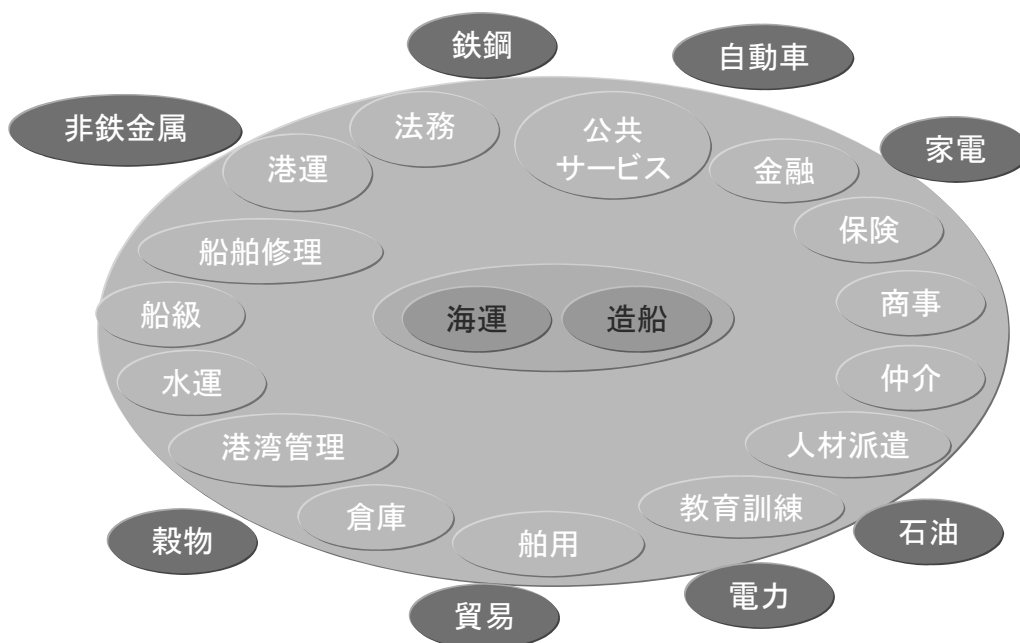 鉄鋼
自動車
非鉄金属
法務
公共
サービス
家電
港運
金融
船舶修理
保険
船級
海運
造船
商事
水運
仲介
港湾管理
人材派遣
倉庫
教育訓練
穀物
舶用
石油
貿易
電力